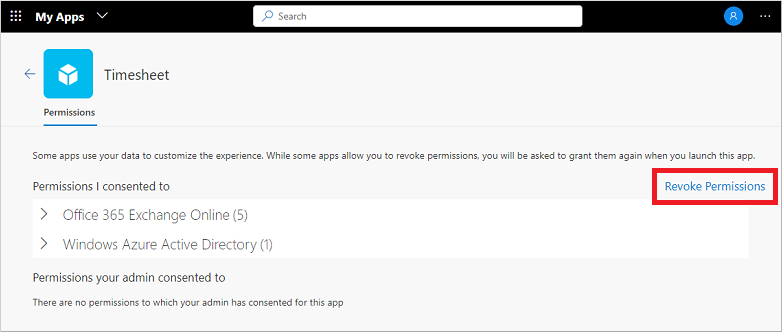 My Apps
Search
Timesheet
Permissions
Some apps use your data to customize the experience. While some apps allow you to revoke permissions, you will be asked to grant them again when you launch this app.
Permissions I consented to
Revoke Permissions
Office 365 Exchange Online (5)
Windows Azure Active Directory (1)
Permissions your admin consented to
There are no permissions to which your admin has consented for this app